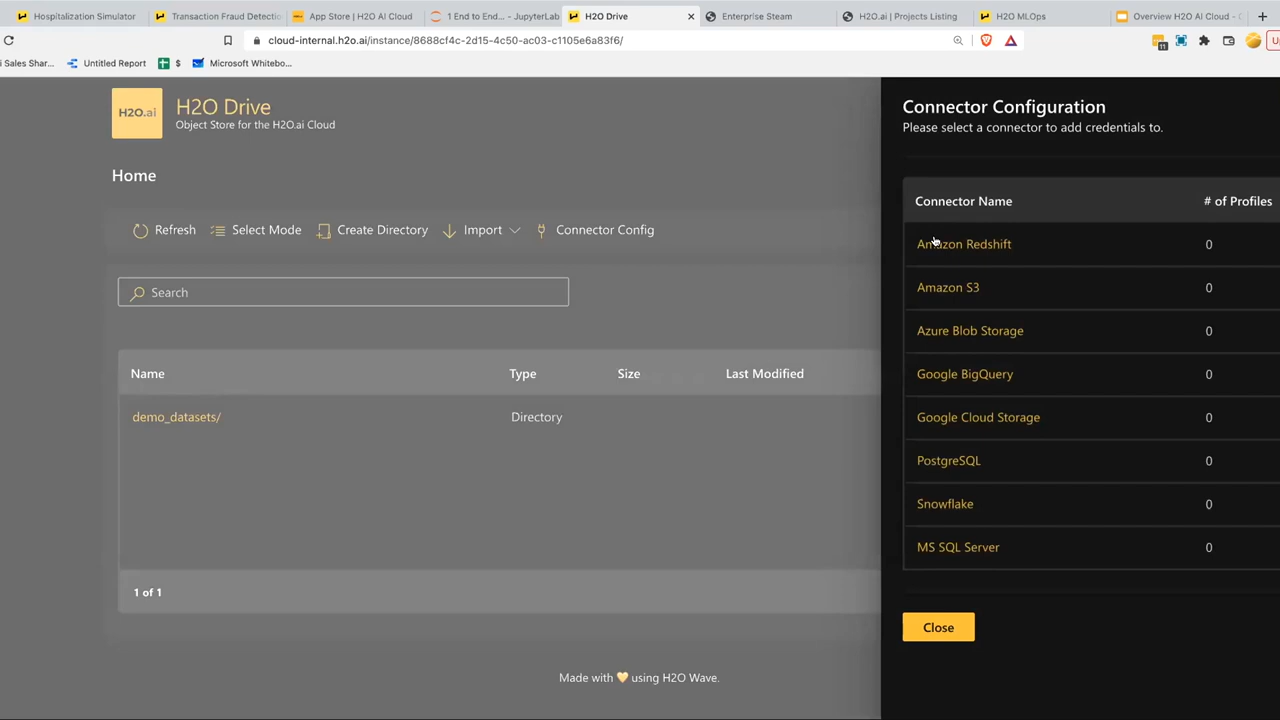 Hospitalization Simulator
Transaction Fraud Detectio
App Store | H2O AI Cloud
1 End to End... - JupyterLab
H2O Drive
Enterprise Steam
H2O.ai | Projects Listing
H2O MLOps
Overview H2O AI Cloud - G
cloud-internal.h2o.ai/instance/8688cf4c-2d15-4c50-ac03-c1105e6a83f6/
11
i Sales Shar...
Untitled Report
$
Microsoft Whitebo...
H2O.ai
H2O Drive
Object Store for the H2O.ai Cloud
Home
Refresh
Select Mode
Create Directory
Import
Connector Config
Search
Name Type Size Last Modified
demo_datasets/ Directory
1 of 1
Made with 💛 using H2O Wave.
Connector Configuration
Please select a connector to add credentials to.
Connector Name # of Profiles
Amazon Redshift 0
Amazon S3 0
Azure Blob Storage 0
Google BigQuery 0
Google Cloud Storage 0
PostgreSQL 0
Snowflake 0
MS SQL Server 0
Close